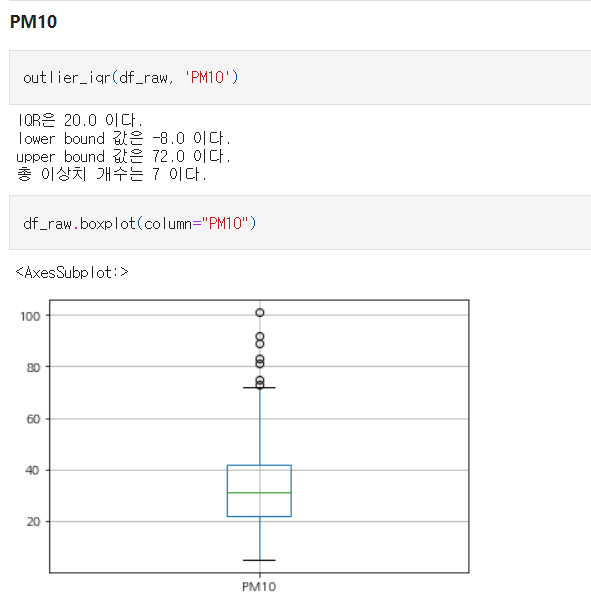 PM10
outlier_iqr(df_raw, 'PM10')
IQR은 20.0 이다.
lower bound 값은 -8.0 이다.
upper bound 값은 72.0 이다.
총 이상치 개수는 7 이다.
df_raw.boxplot(column="PM10")
<AxesSubplot:>
100
80
60
40
20
PM10